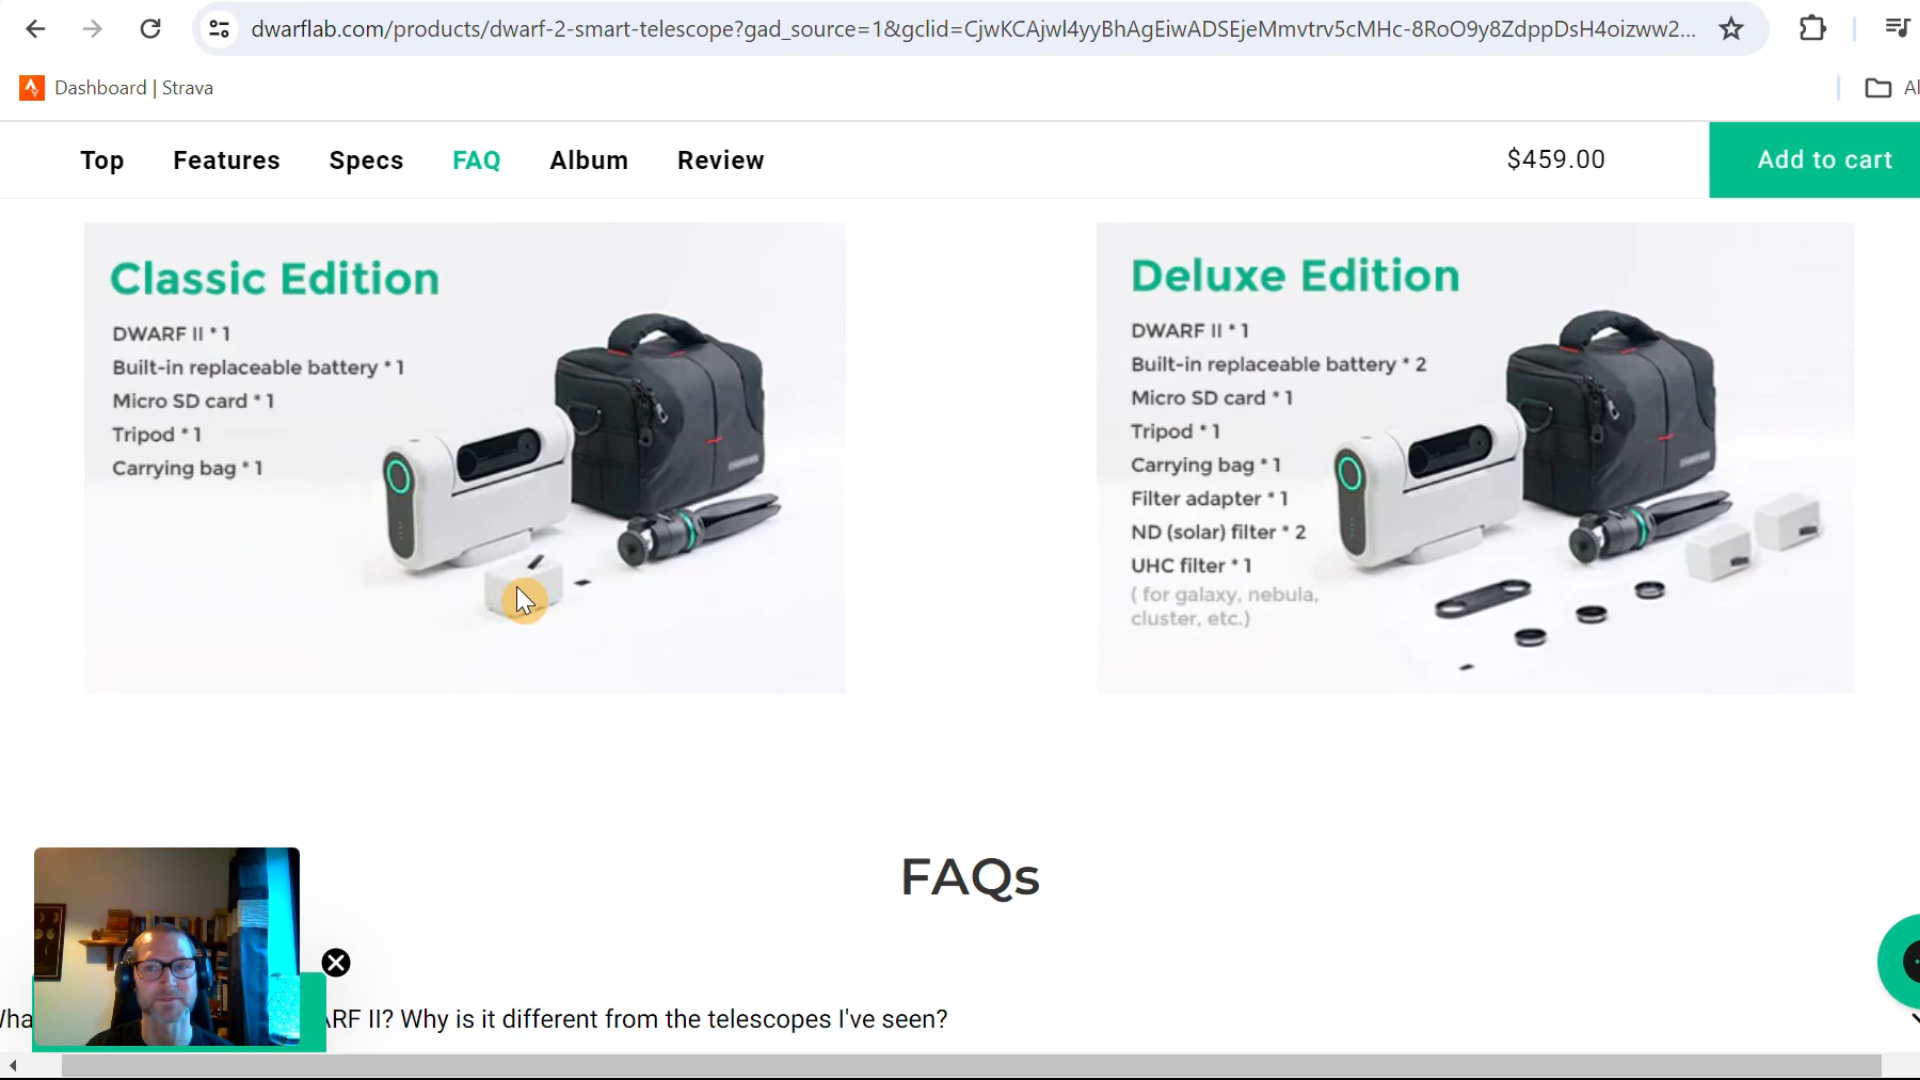 dwarflab.com/products/dwarf-2-smart-telescope?gad_source=1&gclid=CjwKCAjwl4yyBhAgEiwADSEjeMmvtrv5cMHc-8RoO9y8ZdppDsH4oizww2...
Dashboard | Strava
Top Features Specs FAQ Album Review $459.00 Add to cart
Classic Edition
DWARF II * 1
Built-in replaceable battery * 1
Micro SD card * 1
Tripod * 1
Carrying bag * 1
Deluxe Edition
DWARF II * 1
Built-in replaceable battery * 2
Micro SD card * 1
Tripod * 1
Carrying bag * 1
Filter adapter * 1
ND (solar) filter * 2
UHC filter * 1
( for galaxy, nebula,
cluster, etc.)
FAQs
II? Why is it different from the telescopes I've seen?